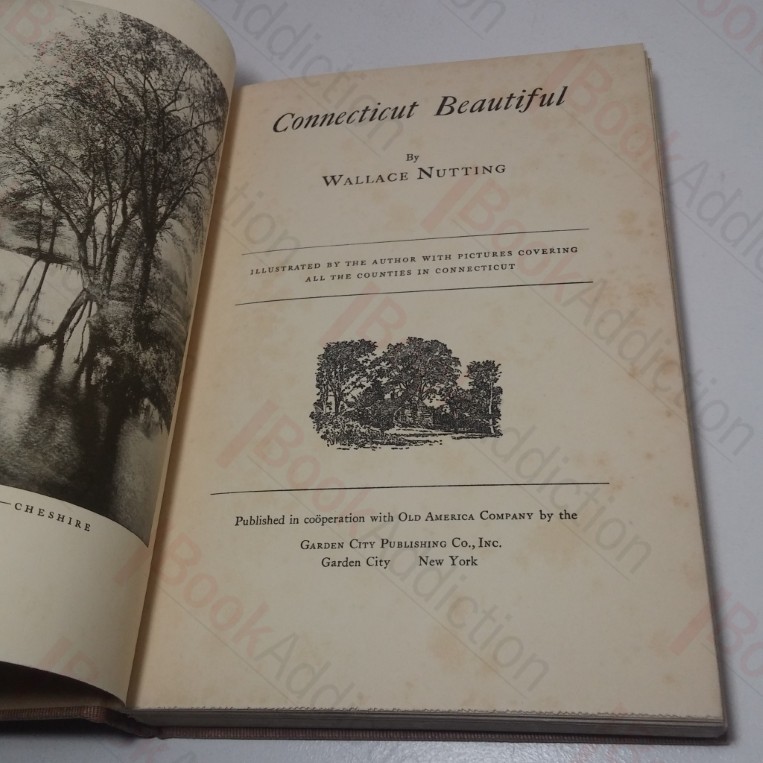 —CHESHIRE
Connecticut Beautiful
By
WALLACE NUTTING
ILLUSTRATED BY THE AUTHOR WITH PICTURES COVERING
ALL THE COUNTIES IN CONNECTICUT
Published in coöperation with OLD AMERICA COMPANY by the
GARDEN CITY PUBLISHING CO., INC.
Garden City New York
BookAddiction